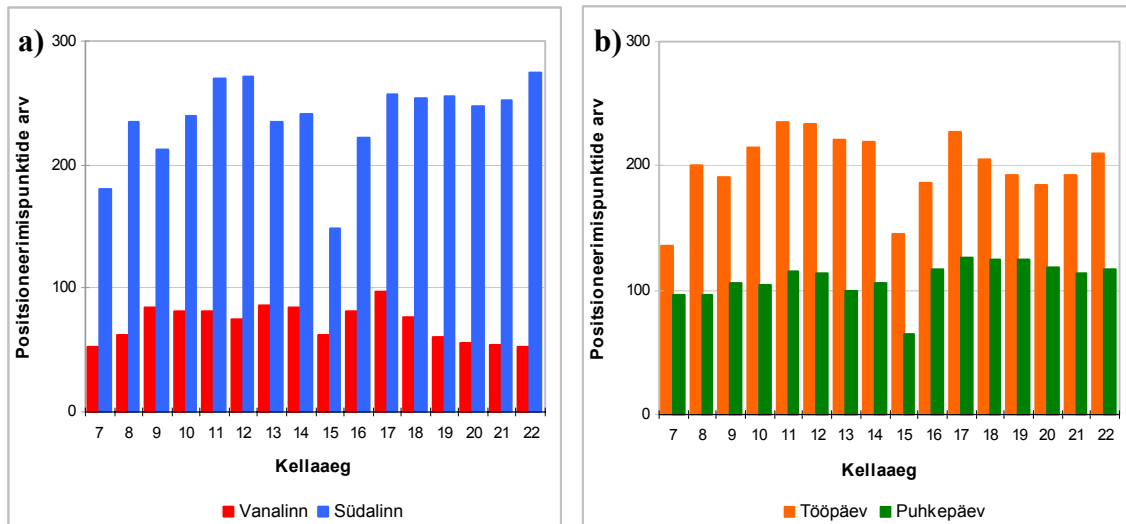 a)
Positsioneerimispunktide arv
300
200
100
0
7 8 9 10 11 12 13 14 15 16 17 18 19 20 21 22
Kellaaeg
Vanalinn Südalinn
b)
Positsioneerimispunktide arv
300
200
100
0
7 8 9 10 11 12 13 14 15 16 17 18 19 20 21 22
Kellaaeg
Tööpäev Puhkepäev